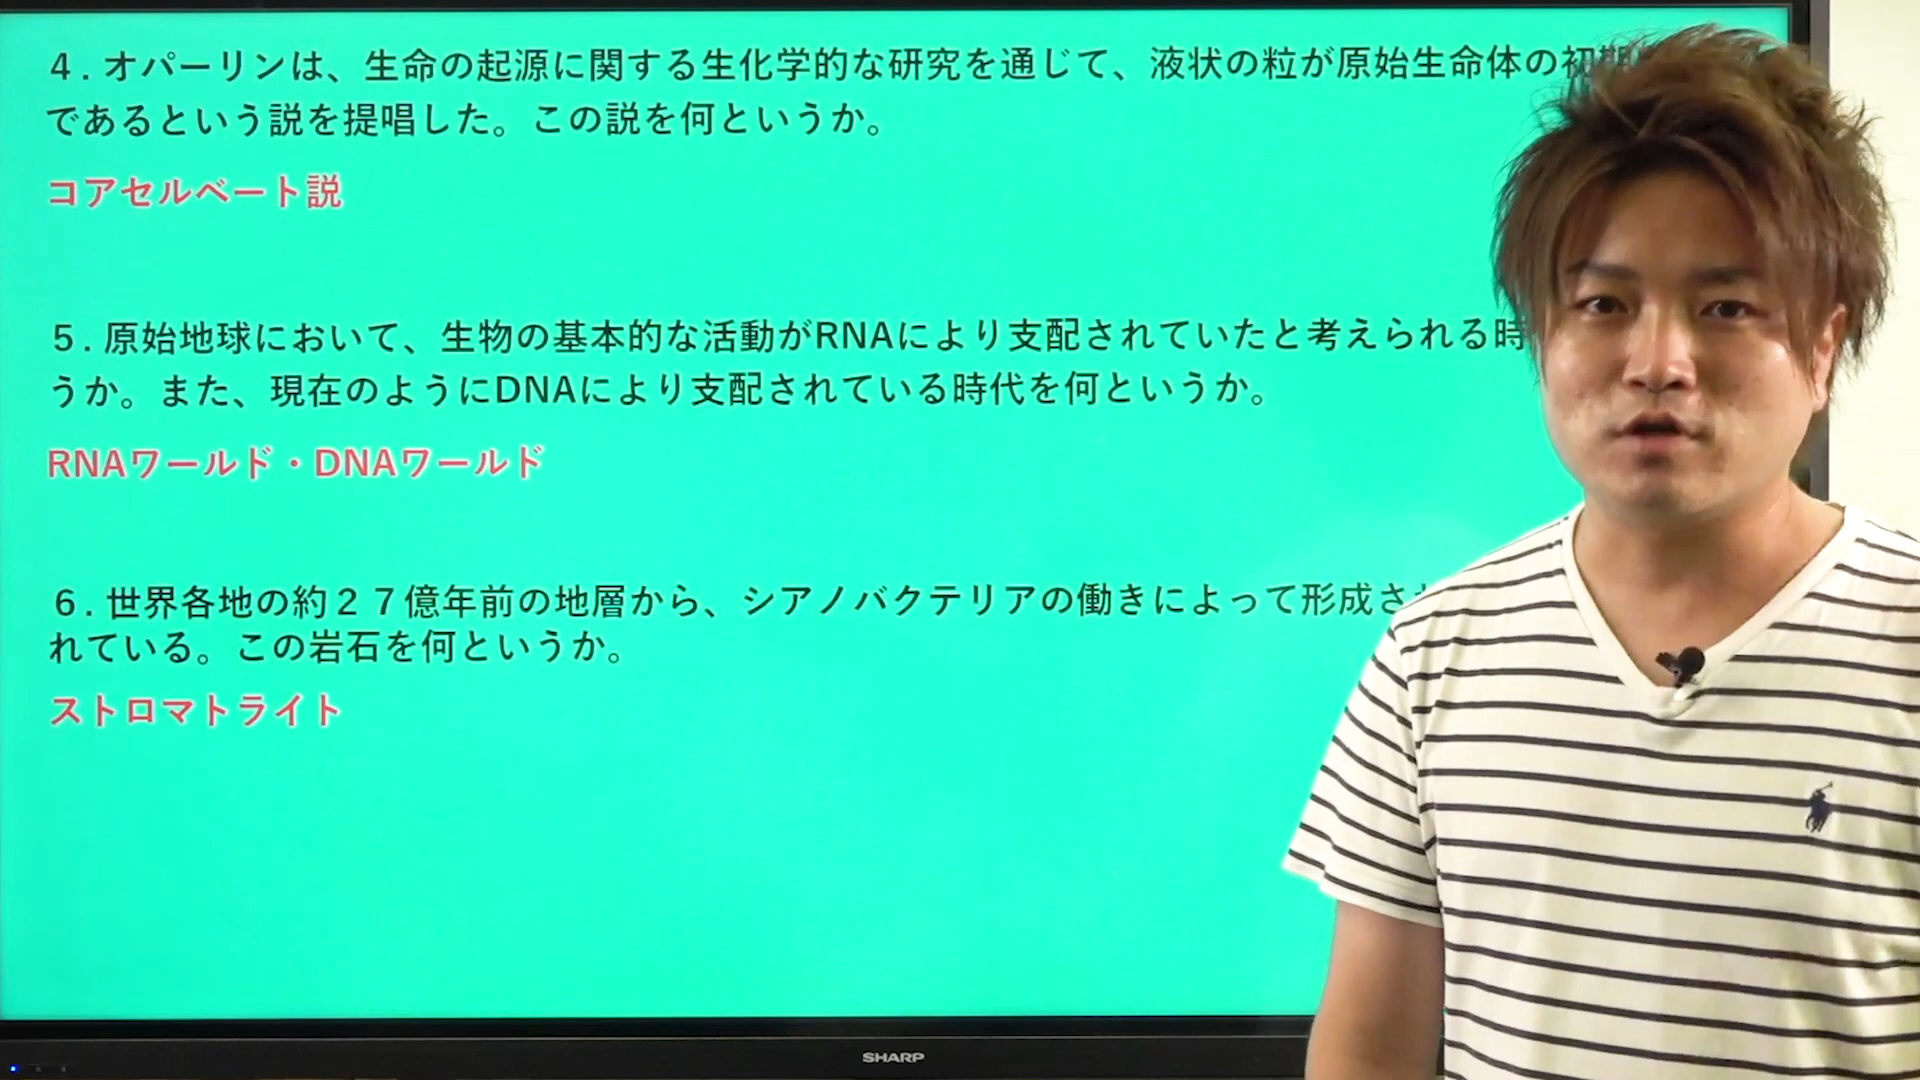 ４．オパーリンは、生命の起源に関する生化学的な研究を通じて、液状の粒が原始生命体の初期
であるという説を提唱した。この説を何というか。
コアセルベート説
５．原始地球において、生物の基本的な活動がRNAにより支配されていたと考えられる時
うか。また、現在のようにDNAにより支配されている時代を何というか。
RNAワールド・DNAワールド
６．世界各地の約２７億年前の地層から、シアノバクテリアの働きによって形成さ
れている。この岩石を何というか。
ストロマトライト
SHARP